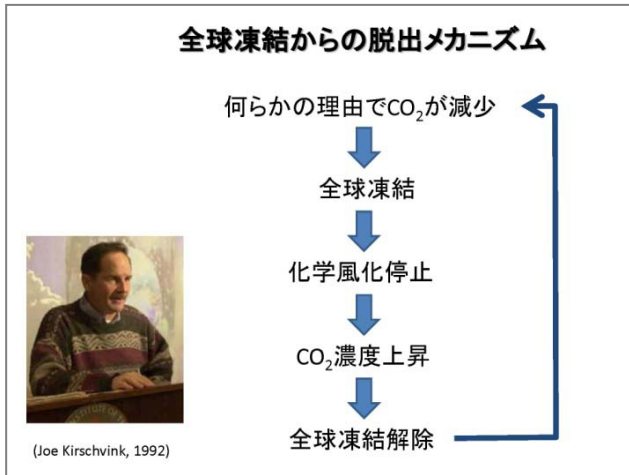 全球凍結からの脱出メカニズム
何らかの理由でCO₂が減少
全球凍結
化学風化停止
CO₂濃度上昇
全球凍結解除
(Joe Kirschvink, 1992)